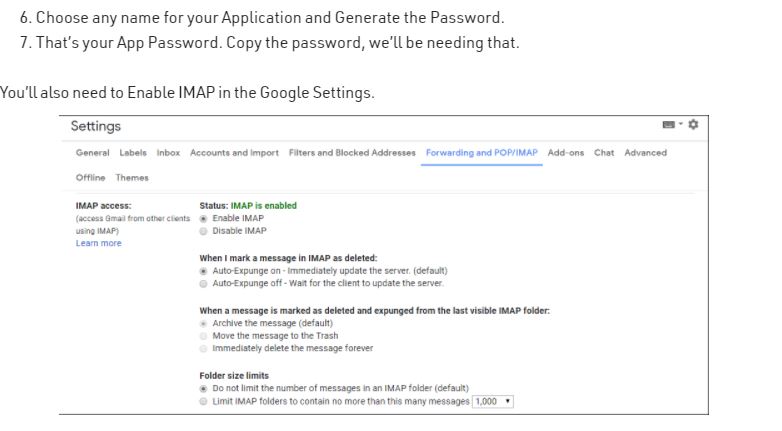 6. Choose any name for your Application and Generate the Password.
7. That's your App Password. Copy the password, we'll be needing that.
You'll also need to Enable IMAP in the Google Settings.
Settings
General Labels Inbox Accounts and Import Filters and Blocked Addresses Forwarding and POP/IMAP Add-ons Chat Advanced
Offline Themes
IMAP access:
(access Gmail from other clients
using IMAP)
Learn more
Status: IMAP is enabled
Enable IMAP
Disable IMAP
When I mark a message in IMAP as deleted:
Auto-Expunge on - Immediately update the server. (default)
Auto-Expunge off - Wait for the client to update the server.
When a message is marked as deleted and expunged from the last visible IMAP folder:
Archive the message (default)
Move the message to the Trash
Immediately delete the message forever
Folder size limits
Do not limit the number of messages in an IMAP folder (default)
Limit IMAP folders to contain no more than this many messages 1,000